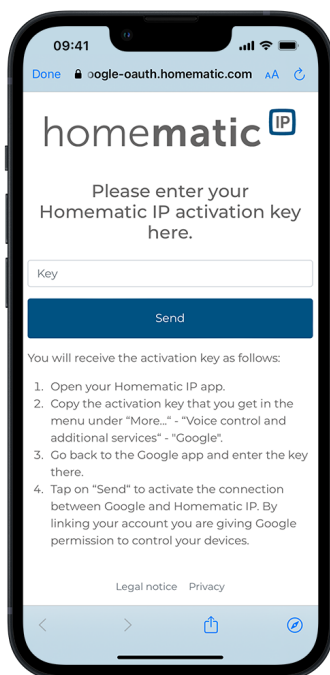 09:41
Done oogle-oauth.homematic.com AA
homematic IP
Please enter your
Homematic IP activation key
here.
Key
Send
You will receive the activation key as follows:
1. Open your Homematic IP app.
2. Copy the activation key that you get in the
menu under “More...“ - “Voice control and
additional services“ - "Google".
3. Go back to the Google app and enter the key
there.
4. Tap on “Send” to activate the connection
between Google and Homematic IP. By
linking your account you are giving Google
permission to control your devices.
Legal notice Privacy